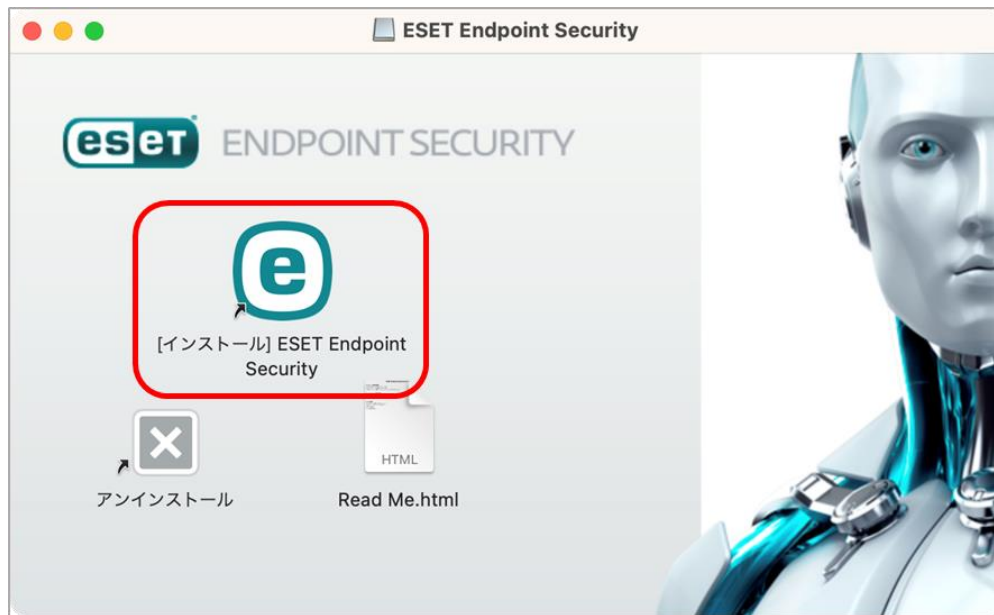 ESET Endpoint Security
eseT ENDPOINT SECURITY
[インストール] ESET Endpoint
Security
HTML
アンインストール
Read Me.html